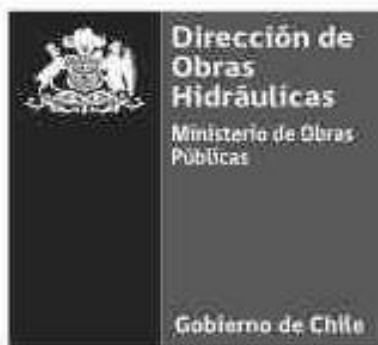 Dirección de
Obras
Hidráulicas
Ministerio de Obras
Públicas
Gobierno de Chile